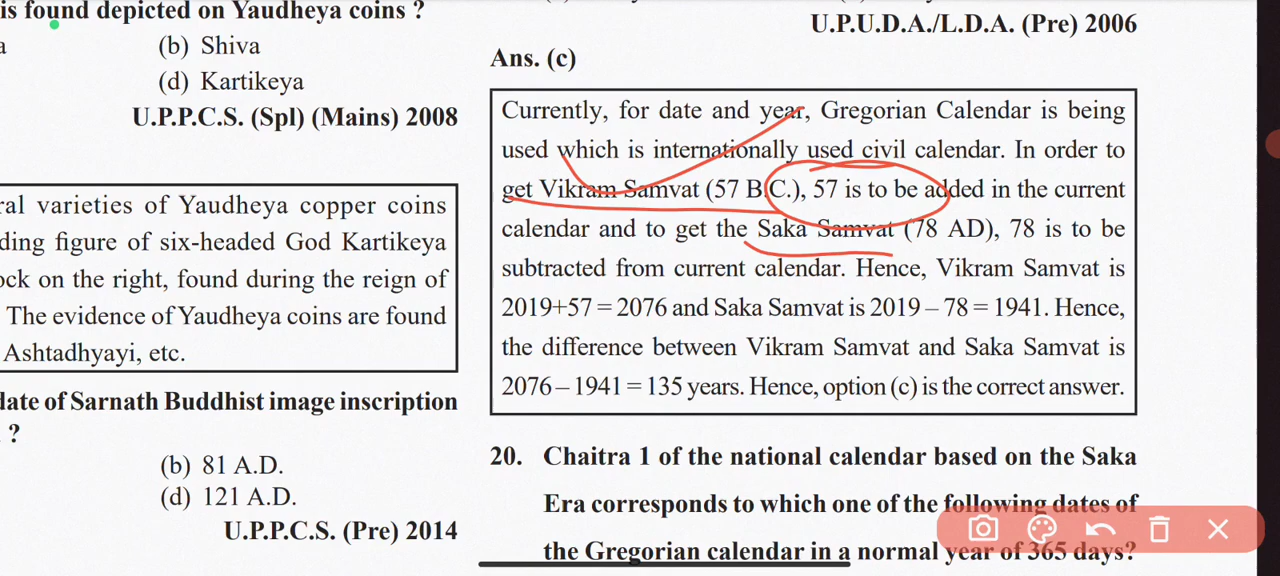 is found depicted on Yaudheya coins ?
a
(b) Shiva
(d) Kartikeya
U.P.P.C.S. (Spl) (Mains) 2008
ral varieties of Yaudheya copper coins
ding figure of six-headed God Kartikeya
ock on the right, found during the reign of
The evidence of Yaudheya coins are found
Ashtadhyayi, etc.
date of Sarnath Buddhist image inscription
?
(b) 81 A.D.
(d) 121 A.D.
U.P.P.C.S. (Pre) 2014
U.P.U.D.A./L.D.A. (Pre) 2006
Ans. (c)
Currently, for date and year, Gregorian Calendar is being
used which is internationally used civil calendar. In order to
get Vikram Samvat (57 B.C.), 57 is to be added in the current
calendar and to get the Saka Samvat (78 AD), 78 is to be
subtracted from current calendar. Hence, Vikram Samvat is
2019+57 = 2076 and Saka Samvat is 2019 – 78 = 1941. Hence,
the difference between Vikram Samvat and Saka Samvat is
2076 – 1941 = 135 years. Hence, option (c) is the correct answer.
20. Chaitra 1 of the national calendar based on the Saka
Era corresponds to which one of the following dates of
the Gregorian calendar in a normal year of 365 days?